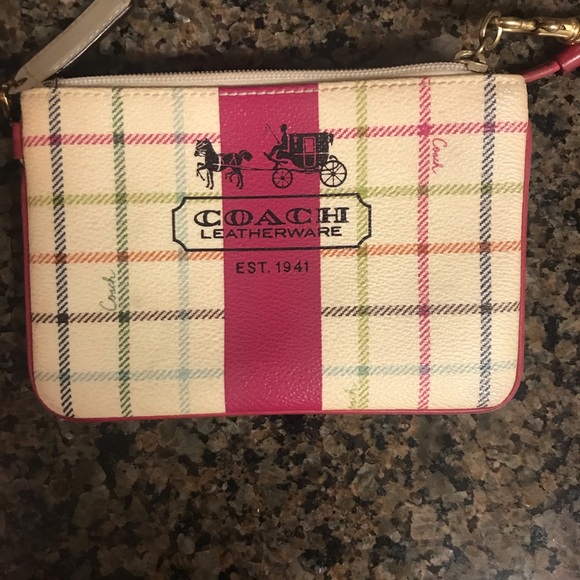 COACH
LEATHERWARE
EST. 1941
Coach
Coach